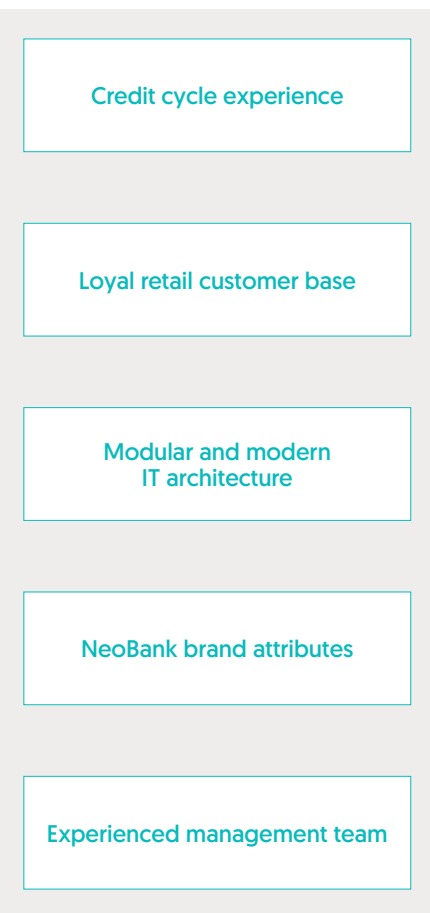 Credit cycle experience
Loyal retail customer base
Modular and modern
IT architecture
NeoBank brand attributes
Experienced management team